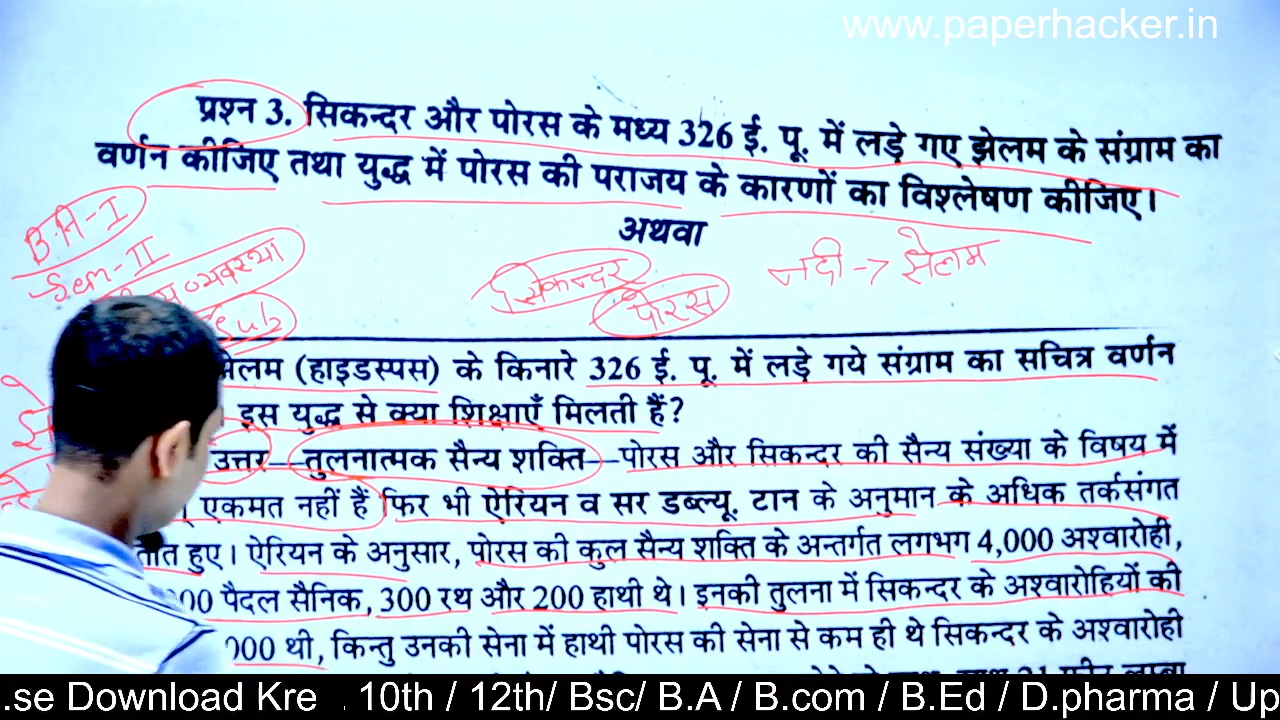 www.paperhacker.in
प्रश्न 3. सिकन्दर और पोरस के मध्य 326 ई. पू. में लड़े गए झेलम के संग्राम का
वर्णन कीजिए तथा युद्ध में पोरस की पराजय के कारणों का विश्लेषण कीजिए।
अथवा
B.A-I
Sem-II
व्यवस्था
सिकन्दर
पोरस
नदी → झेलम
झेलम (हाइडस्पस) के किनारे 326 ई. पू. में लड़े गये संग्राम का सचित्र वर्णन
इस युद्ध से क्या शिक्षाएँ मिलती हैं?
उत्तर—तुलनात्मक सैन्य शक्ति—पोरस और सिकन्दर की सैन्य संख्या के विषय में
एकमत नहीं हैं फिर भी ऐरियन व सर डब्ल्यू. टान के अनुमान के अधिक तर्कसंगत
हुए। ऐरियन के अनुसार, पोरस की कुल सैन्य शक्ति के अन्तर्गत लगभग 4,000 अश्वारोही,
पैदल सैनिक, 300 रथ और 200 हाथी थे। इनकी तुलना में सिकन्दर के अश्वारोहियों की
000 थी, किन्तु उनकी सेना में हाथी पोरस की सेना से कम ही थे सिकन्दर के अश्वारोही
.se Download Kre . 10th / 12th/ Bsc/ B.A / B.com / B.Ed / D.pharma / Up